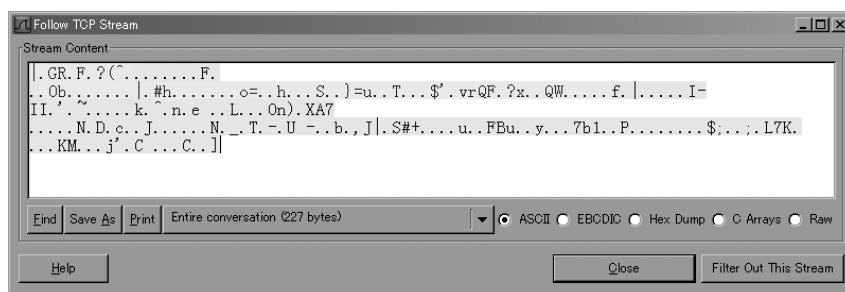 Follow TCP Stream
Stream Content
|.GR.F.?(^........F.
..Ob.......|.#h.......o=..h...S..}=u..T...$'.vrQF.?x..QW.....f.|.....I-
II.'.~.....k.^.n.e ..L...On).XA7
.....N.D.c..J......N._.T.-.U -..b.,J|.S#+....u..FBu..y...7b1..P........$;..;.L7K.
...KM...j'.C ...C..]
Find Save As Print Entire conversation (227 bytes) ASCII EBCDIC Hex Dump C Arrays Raw
Help Close Filter Out This Stream